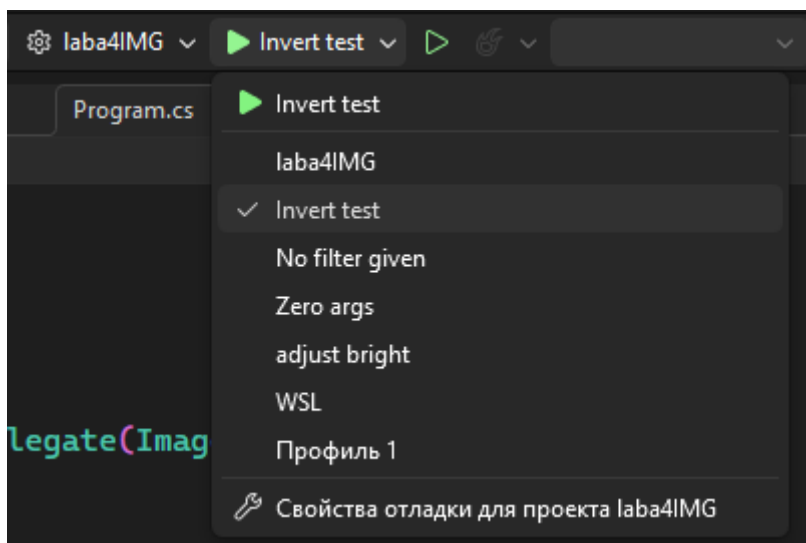 laba4IMG Invert test
Program.cs
Invert test
laba4IMG
Invert test
No filter given
Zero args
adjust bright
WSL
legate(Imag
Профиль 1
Свойства отладки для проекта laba4IMG